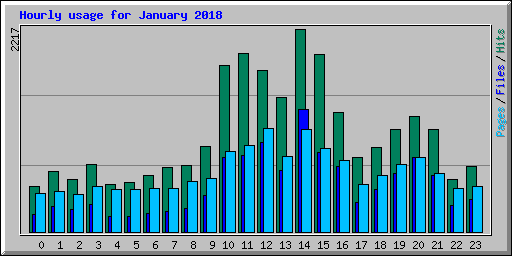 Hourly usage for January 2018
2217
Pages/Files/Hits
0 1 2 3 4 5 6 7 8 9 10 11 12 13 14 15 16 17 18 19 20 21 22 23